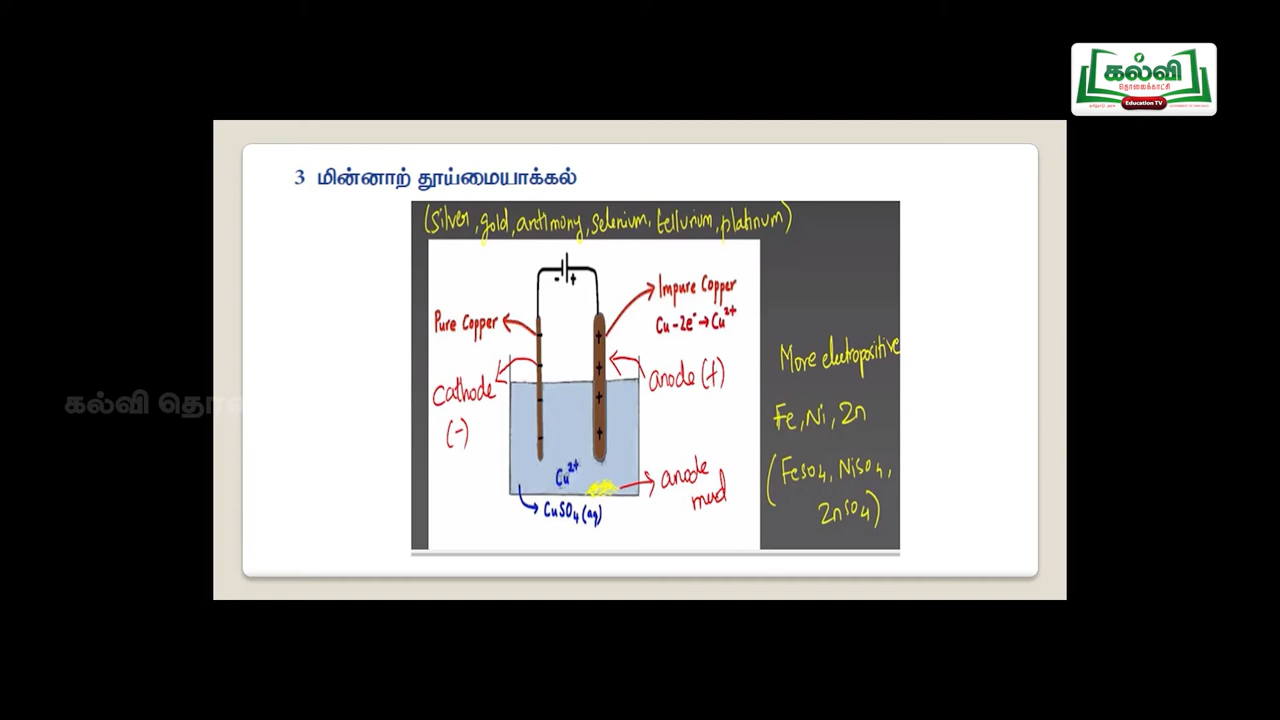 கல்வி
தொலைக்காட்சி
Education TV
3 மின்னாற் தூய்மையாக்கல்
(silver, gold, antimony, selenium, tellurium, platinum)
- +
Pure Copper
Impure Copper
Cu - 2e⁻ → Cu²⁺
Cathode
(-)
anode (+)
More electropositive
Fe, Ni, Zn
(FeSO₄, NiSO₄,
ZnSO₄)
Cu²⁺
anode
mud
CuSO₄ (aq)
கல்வி தொ